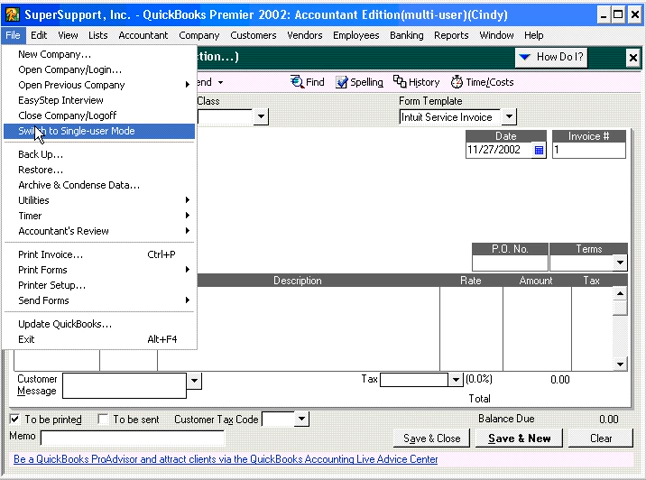 SuperSupport, Inc. - QuickBooks Premier 2002: Accountant Edition(multi-user)(Cindy)
File Edit View Lists Accountant Company Customers Vendors Employees Banking Reports Window Help
ction...) How Do I?
New Company...
Open Company/Login...
Open Previous Company
EasyStep Interview
Close Company/Logoff
Switch to Single-user Mode
Back Up...
Restore...
Archive & Condense Data...
Utilities
Timer
Accountant's Review
Print Invoice... Ctrl+P
Print Forms
Printer Setup...
Send Forms
Update QuickBooks...
Exit Alt+F4
end Find Spelling History Time/Costs
Class Form Template
Intuit Service Invoice
Date Invoice #
11/27/2002 1
P.O. No. Terms
Description Rate Amount Tax
Customer Message Tax (0.0%) 0.00
Total
To be printed To be sent Customer Tax Code Balance Due 0.00
Memo Save & Close Save & New Clear
Be a QuickBooks ProAdvisor and attract clients via the QuickBooks Accounting Live Advice Center